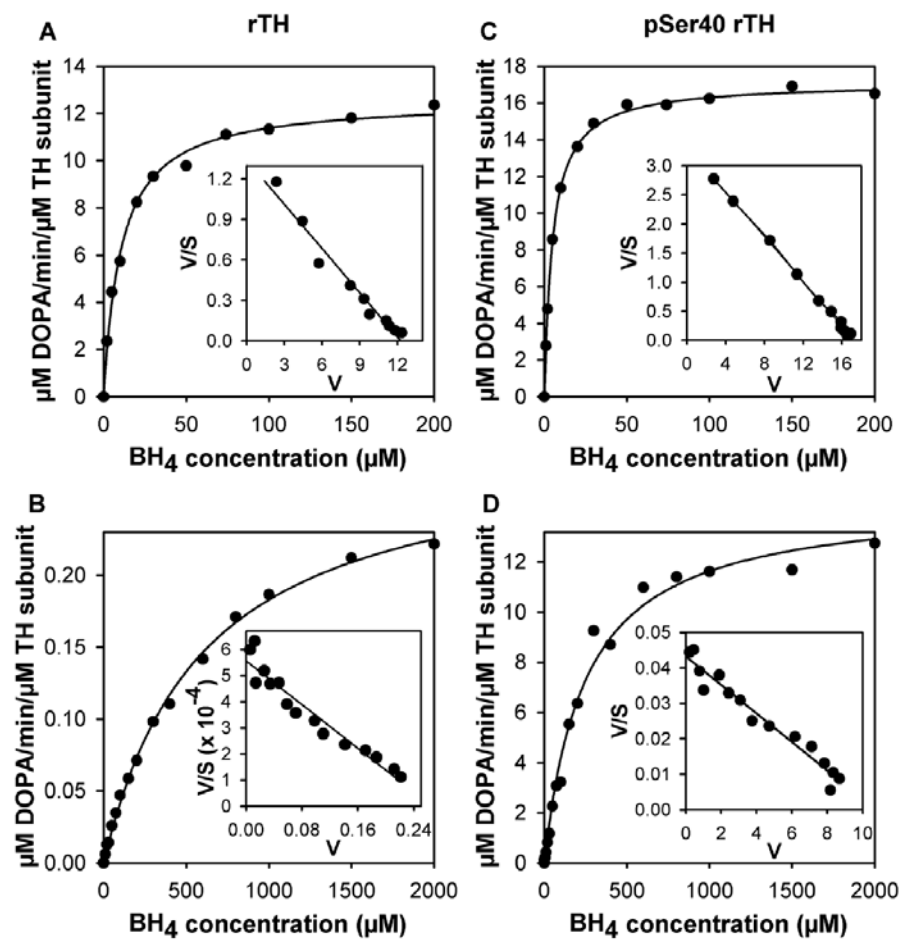 rTH
pSer40 rTH
A
C
14
12
10
8
6
4
2
0
µM DOPA/min/µM TH subunit
0 50 100 150 200
BH4 concentration (µM)
1.2
0.9
0.6
0.3
0.0
V/S
0 3 6 9 12
V
18
16
14
12
10
8
6
4
2
0
µM DOPA/min/µM TH subunit
0 50 100 150 200
BH4 concentration (µM)
3.0
2.5
2.0
1.5
1.0
0.5
0.0
V/S
0 4 8 12 16
V
B
D
0.20
0.15
0.10
0.05
0.00
µM DOPA/min/µM TH subunit
0 500 1000 1500 2000
BH4 concentration (µM)
6
5
4
3
2
1
0
V/S (x 10-4)
0.00 0.08 0.16 0.24
V
12
10
8
6
4
2
0
µM DOPA/min/µM TH subunit
0 500 1000 1500 2000
BH4 concentration (µM)
0.05
0.04
0.03
0.02
0.01
0.00
V/S
0 2 4 6 8 10
V